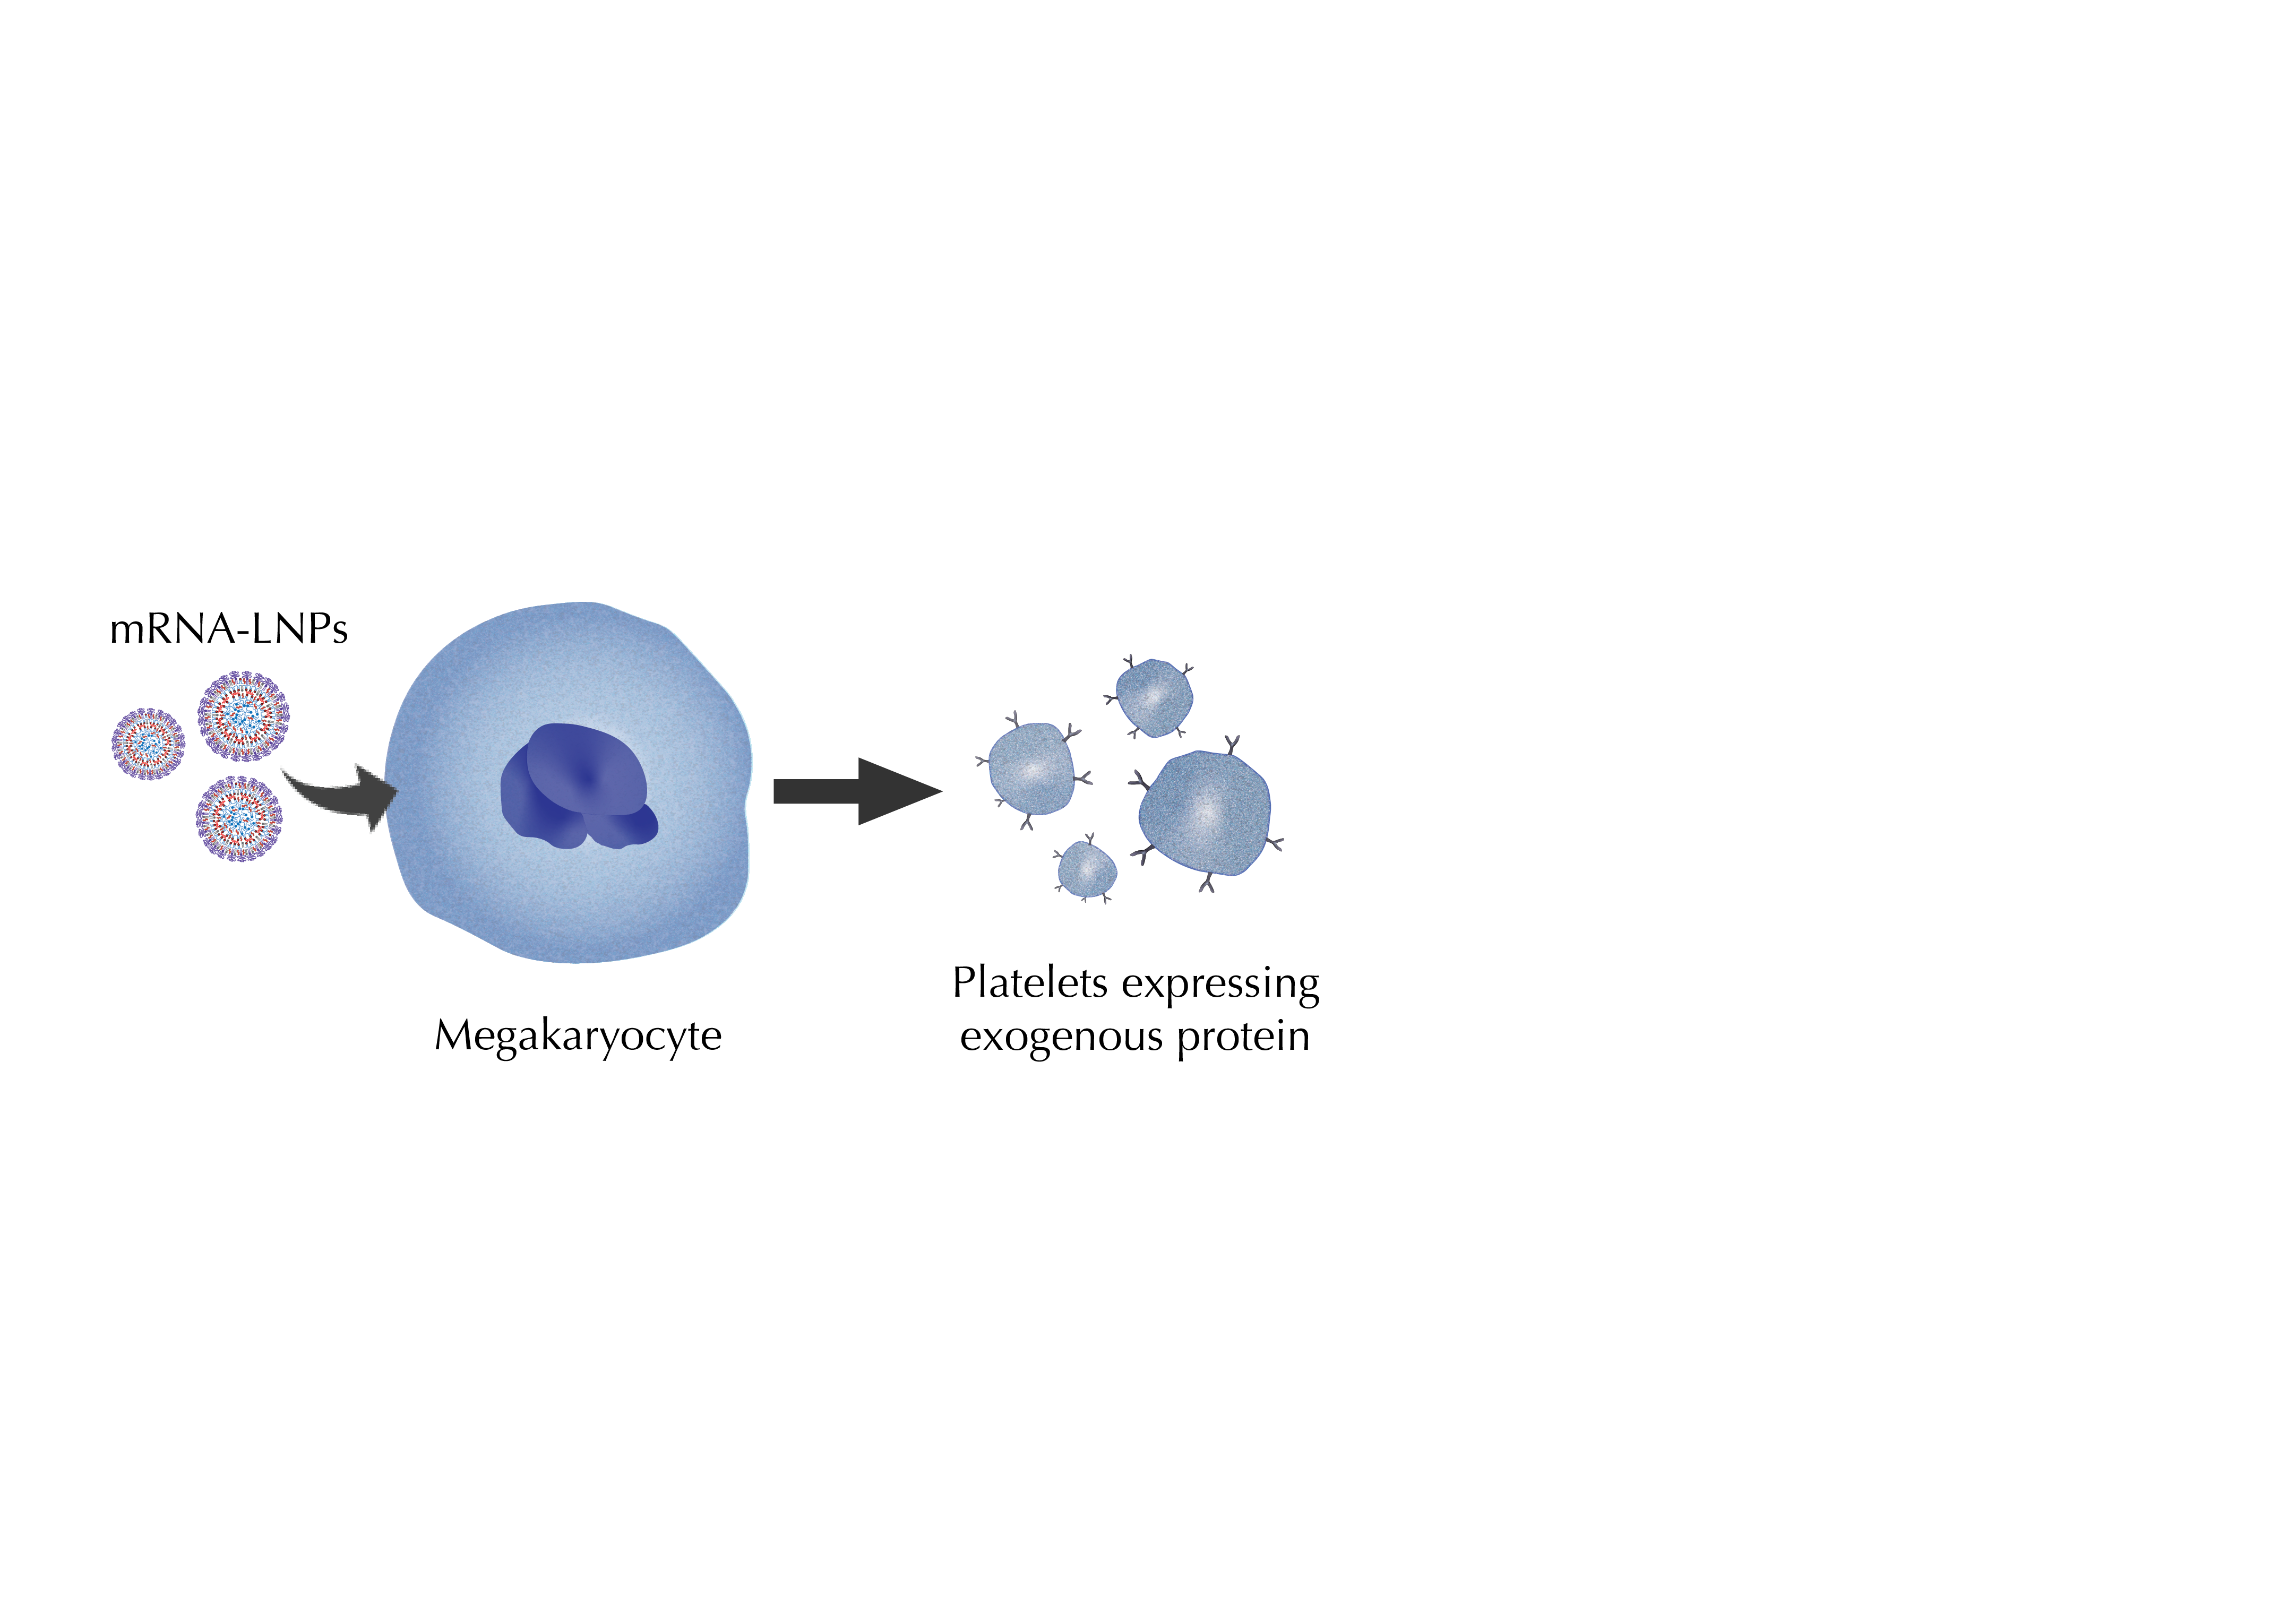 mRNA-LNPs
Megakaryocyte
Platelets expressing
exogenous protein